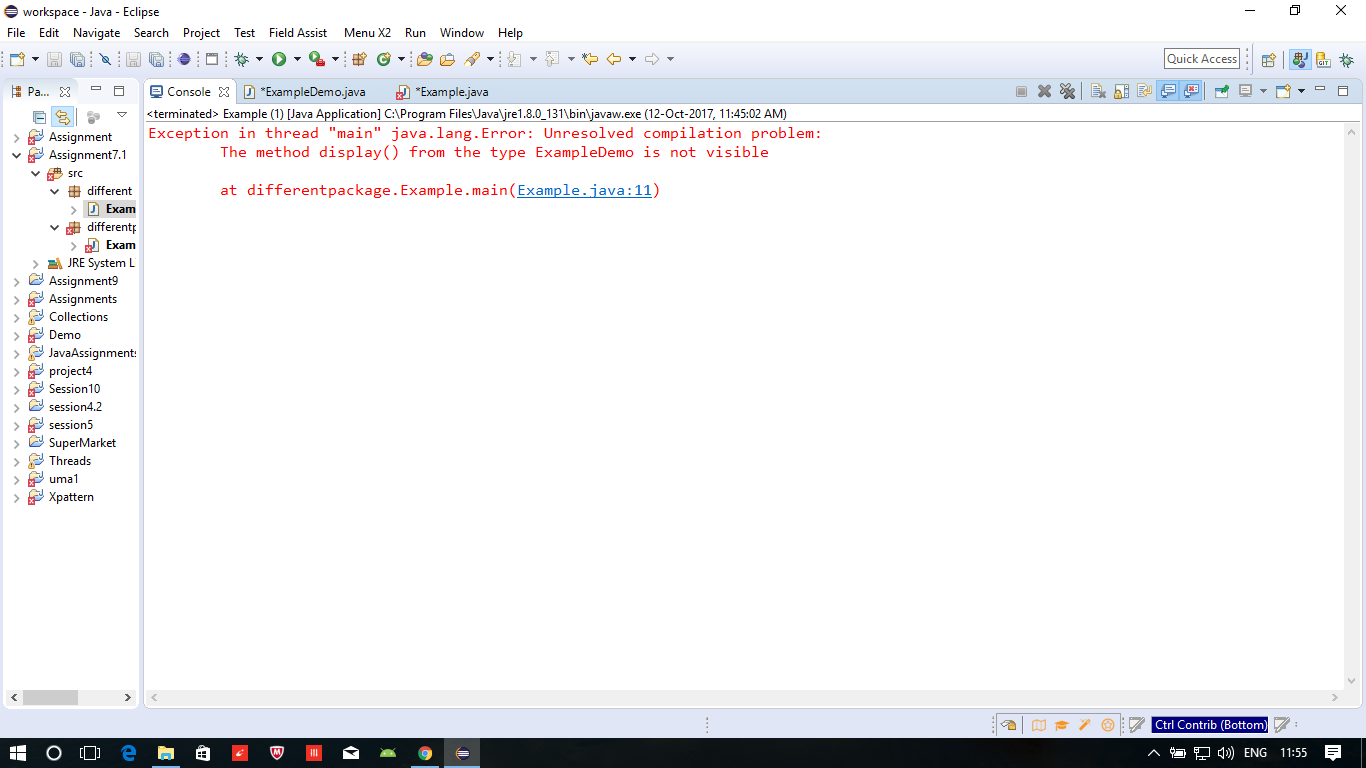 workspace - Java - Eclipse
File Edit Navigate Search Project Test Field Assist Menu X2 Run Window Help
Quick Access
Pa...
Console *ExampleDemo.java *Example.java
<terminated> Example (1) [Java Application] C:\Program Files\Java\jre1.8.0_131\bin\javaw.exe (12-Oct-2017, 11:45:02 AM)
Exception in thread "main" java.lang.Error: Unresolved compilation problem:
The method display() from the type ExampleDemo is not visible
at differentpackage.Example.main(Example.java:11)
Assignment
Assignment7.1
src
different
Exam
differentp
Exam
JRE System L
Assignment9
Assignments
Collections
Demo
JavaAssignments
project4
Session10
session4.2
session5
SuperMarket
Threads
uma1
Xpattern
Ctrl Contrib (Bottom)
ENG 11:55